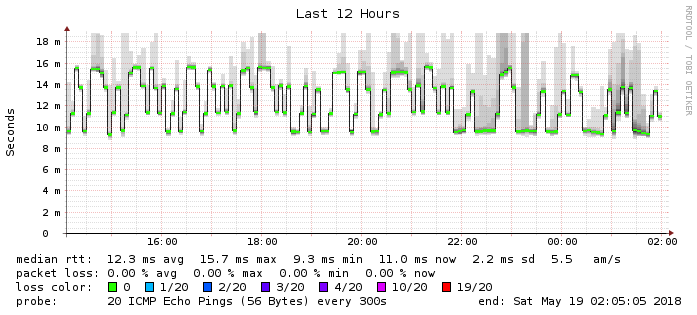 Last 12 Hours
RRDTOOL / TOBI OETIKER
Seconds
18 m
16 m
14 m
12 m
10 m
8 m
6 m
4 m
2 m
0
16:00 18:00 20:00 22:00 00:00 02:00
median rtt: 12.3 ms avg 15.7 ms max 9.3 ms min 11.0 ms now 2.2 ms sd 5.5 am/s
packet loss: 0.00 % avg 0.00 % max 0.00 % min 0.00 % now
loss color: 0 1/20 2/20 3/20 4/20 10/20 19/20
probe: 20 ICMP Echo Pings (56 Bytes) every 300s end: Sat May 19 02:05:05 2018